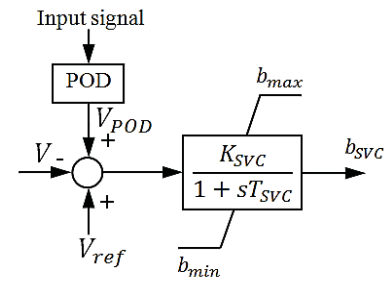 Input signal
POD
V_POD
b_max
+
V -
K_SVC
1 + sT_SVC
b_SVC
+
V_ref
b_min